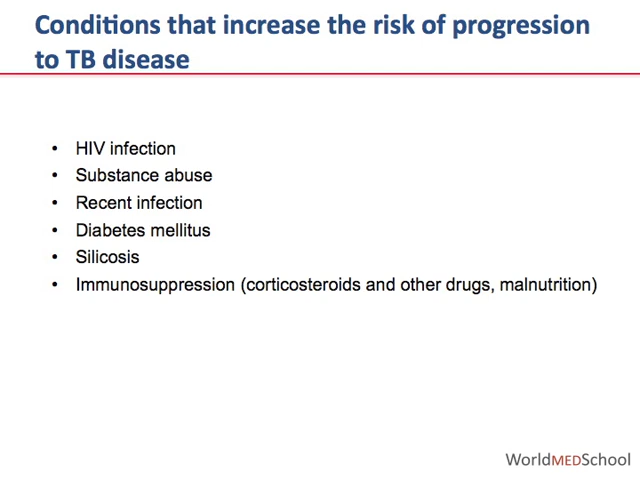 Conditions that increase the risk of progression
to TB disease
• HIV infection
• Substance abuse
• Recent infection
• Diabetes mellitus
• Silicosis
• Immunosuppression (corticosteroids and other drugs, malnutrition)
WorldMEDSchool